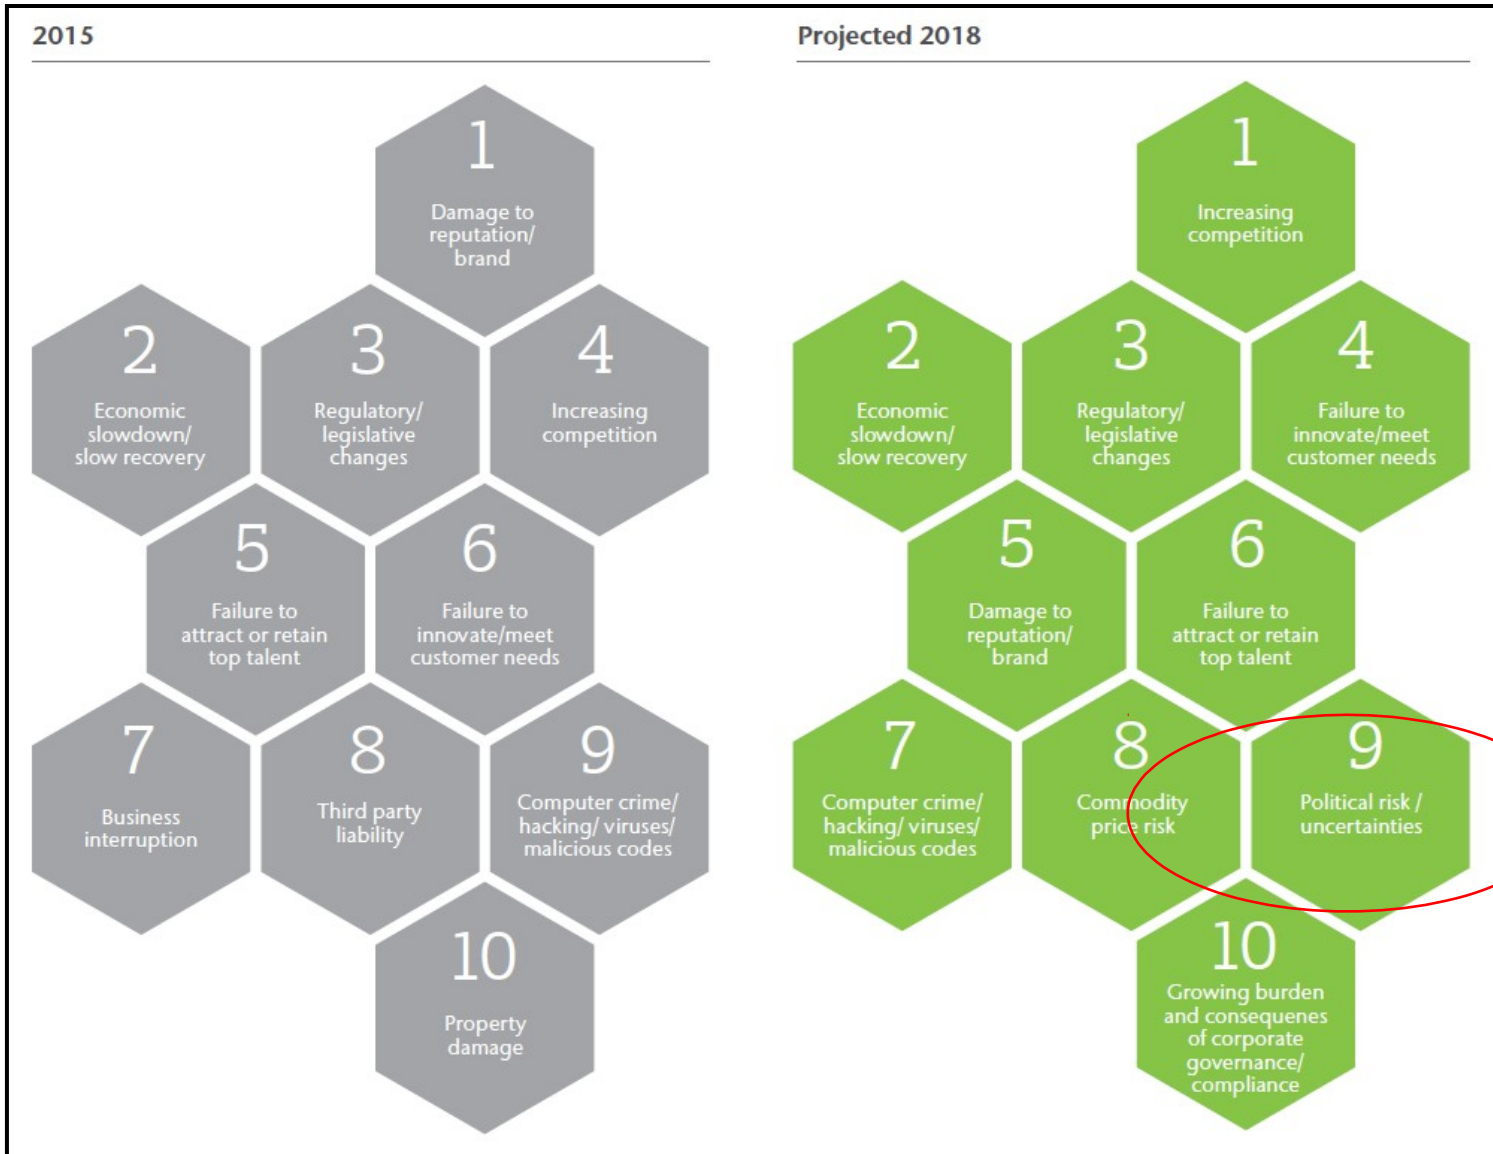 2015
1
Damage to
reputation/
brand
2
Economic
slowdown/
slow recovery
3
Regulatory/
legislative
changes
4
Increasing
competition
5
Failure to
attract or retain
top talent
6
Failure to
innovate/meet
customer needs
7
Business
interruption
8
Third party
liability
9
Computer crime/
hacking/ viruses/
malicious codes
10
Property
damage
Projected 2018
1
Increasing
competition
2
Economic
slowdown/
slow recovery
3
Regulatory/
legislative
changes
4
Failure to
innovate/meet
customer needs
5
Damage to
reputation/
brand
6
Failure to
attract or retain
top talent
7
Computer crime/
hacking/ viruses/
malicious codes
8
Commodity
price risk
9
Political risk /
uncertainties
10
Growing burden
and consequenes
of corporate
governance/
compliance